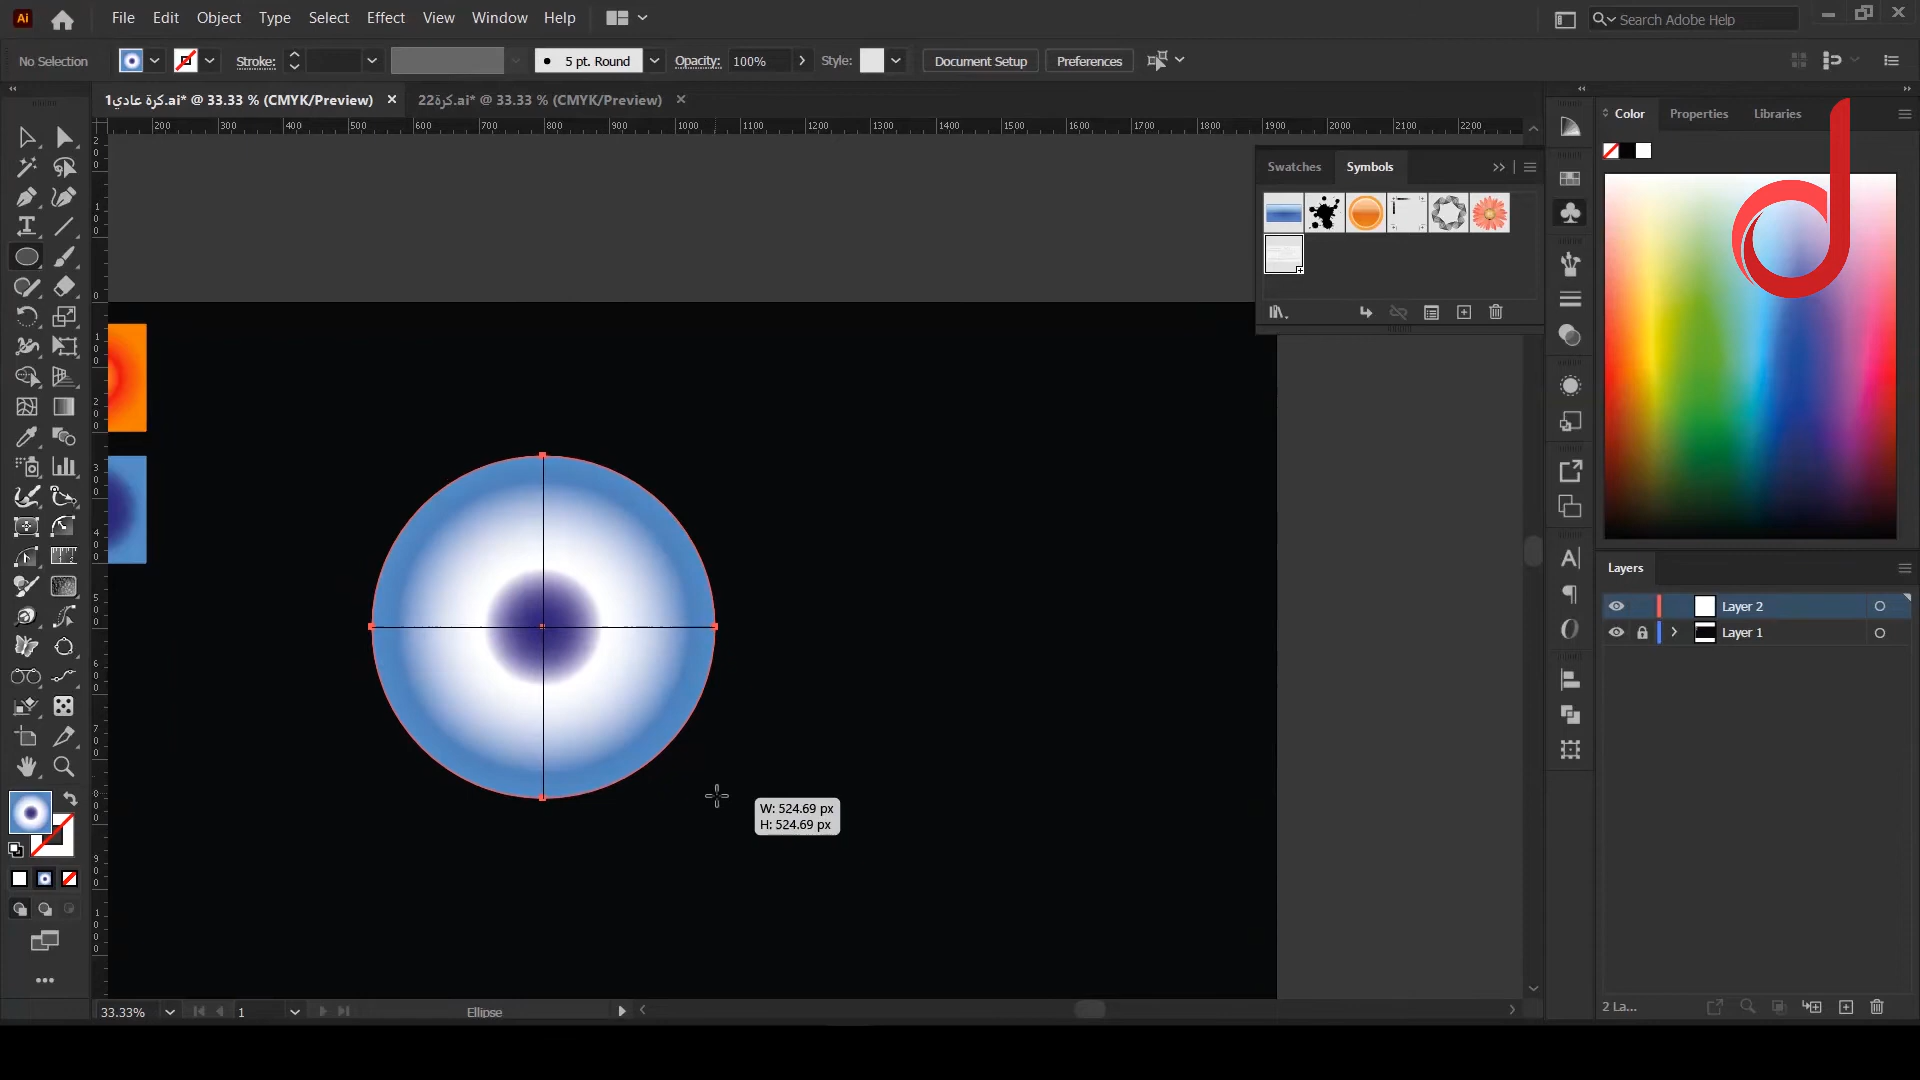 Ai File Edit Object Type Select Effect View Window Help Search Adobe Help
No Selection Stroke: 5 pt. Round Opacity: 100% Style: Document Setup Preferences
كرة عادي1.ai* @ 33.33 % (CMYK/Preview) كرة22.ai* @ 33.33 % (CMYK/Preview)
Color Properties Libraries
200 300 400 500 600 700 800 900 1000 1100 1200 1300 1400 1500 1600 1700 1800 1900 2000 2100 2200
Swatches Symbols
W: 524.69 px
H: 524.69 px
Layers
Layer 2
Layer 1
2 La...
33.33% 1 Ellipse